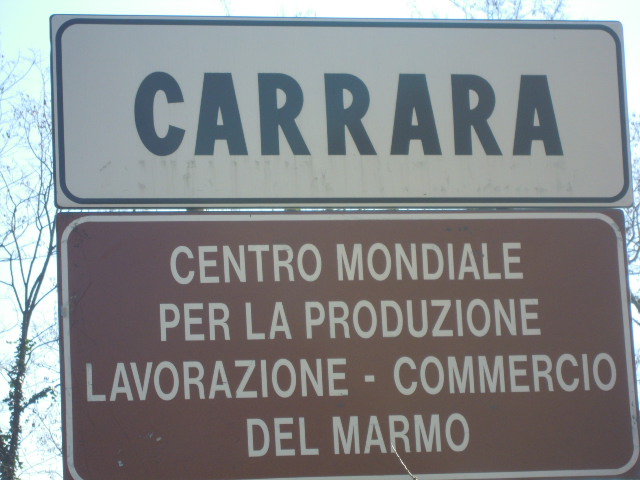 CARRARA
CENTRO MONDIALE
PER LA PRODUZIONE
LAVORAZIONE - COMMERCIO
DEL MARMO